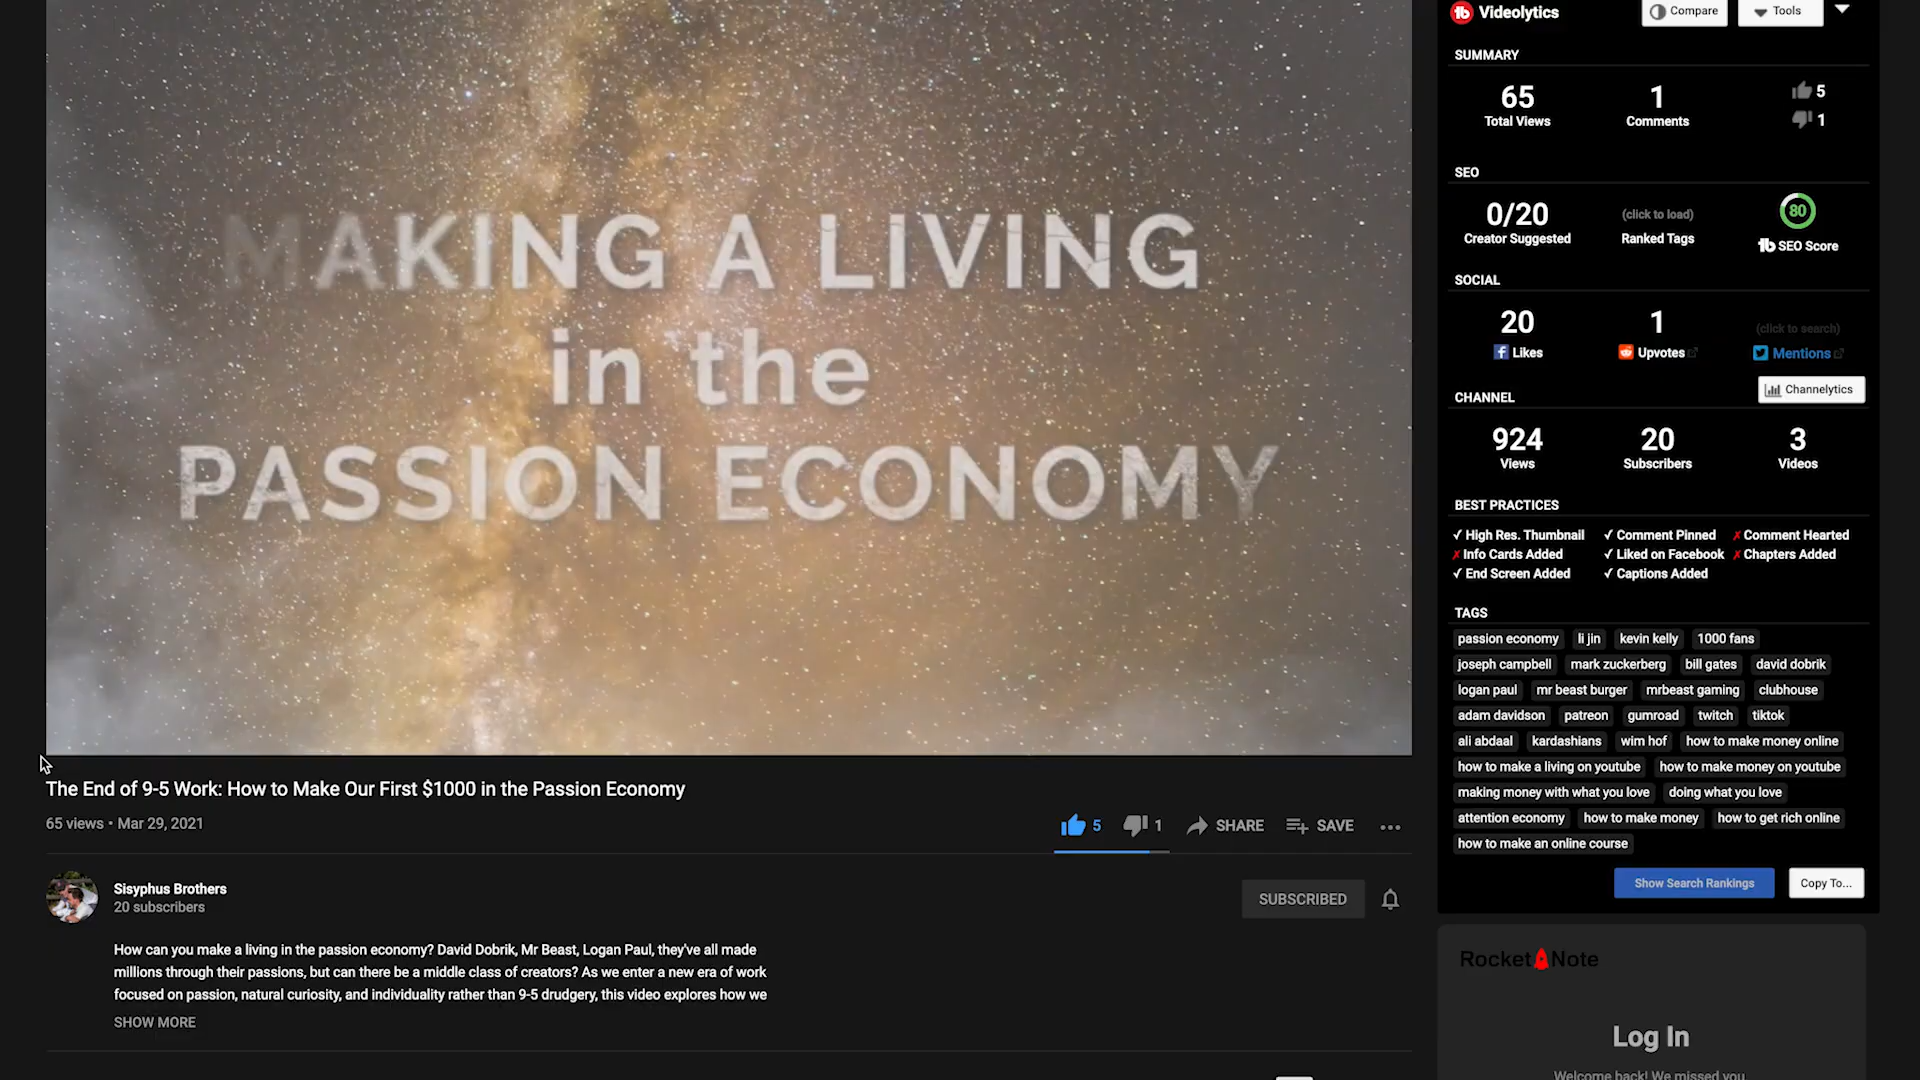 MAKING A LIVING
in the
PASSION ECONOMY
The End of 9-5 Work: How to Make Our First $1000 in the Passion Economy
65 views • Mar 29, 2021
5 1 SHARE SAVE
Sisyphus Brothers
20 subscribers
SUBSCRIBED
How can you make a living in the passion economy? David Dobrik, Mr Beast, Logan Paul, they've all made
millions through their passions, but can there be a middle class of creators? As we enter a new era of work
focused on passion, natural curiosity, and individuality rather than 9-5 drudgery, this video explores how we
SHOW MORE
tb Videolytics Compare Tools
SUMMARY
65 1 5
Total Views Comments 1
SEO
0/20 (click to load) 80
Creator Suggested Ranked Tags tb SEO Score
SOCIAL
20 1 (click to search)
f Likes Upvotes Mentions
CHANNEL Channelytics
924 20 3
Views Subscribers Videos
BEST PRACTICES
✓ High Res. Thumbnail ✓ Comment Pinned ✗ Comment Hearted
✗ Info Cards Added ✓ Liked on Facebook ✗ Chapters Added
✓ End Screen Added ✓ Captions Added
TAGS
passion economy li jin kevin kelly 1000 fans
joseph campbell mark zuckerberg bill gates david dobrik
logan paul mr beast burger mrbeast gaming clubhouse
adam davidson patreon gumroad twitch tiktok
ali abdaal kardashians wim hof how to make money online
how to make a living on youtube how to make money on youtube
making money with what you love doing what you love
attention economy how to make money how to get rich online
how to make an online course
Show Search Rankings Copy To...
Rocket Note
Log In
Welcome back! We missed you